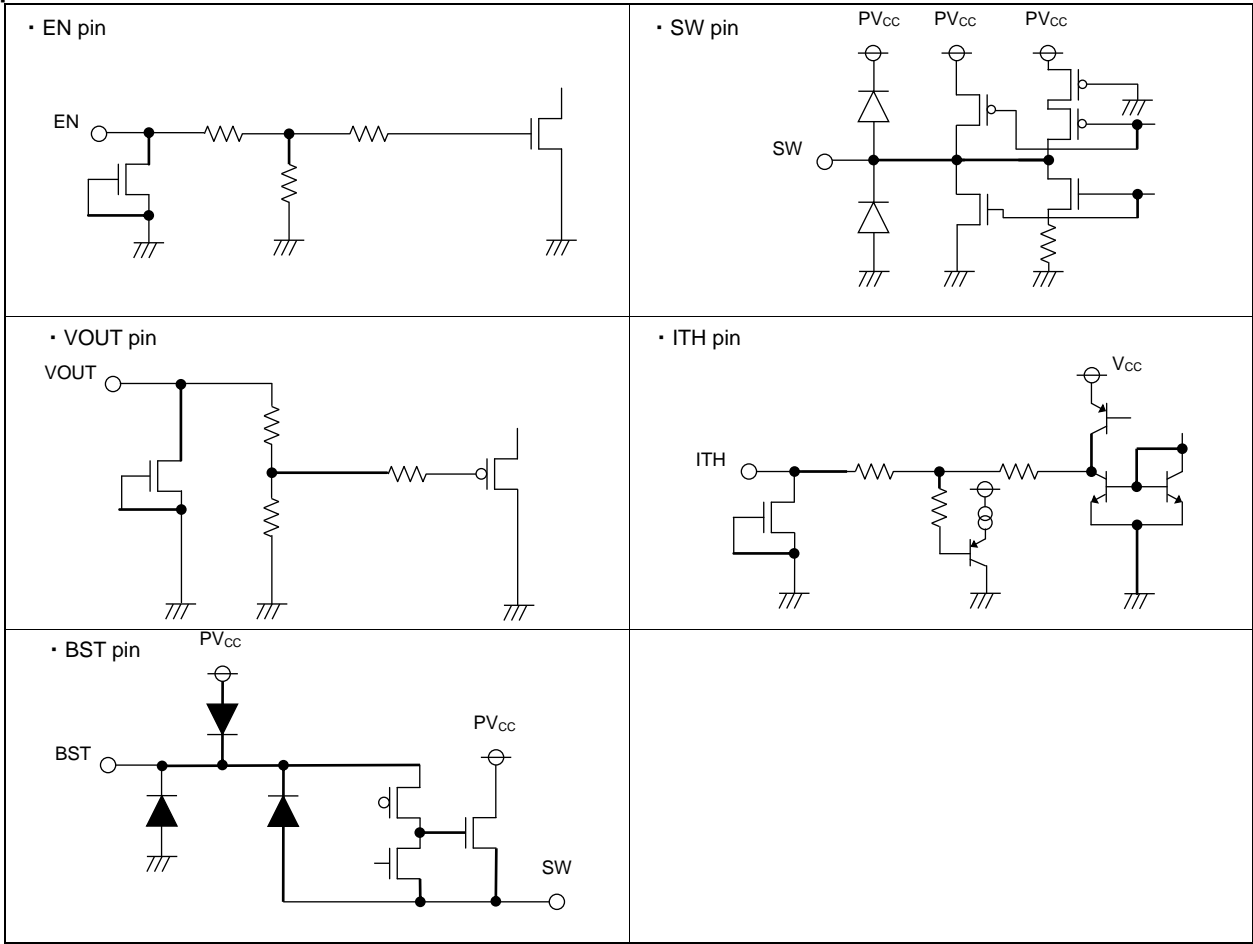 ・EN pin
EN
・SW pin
PVCC PVCC PVCC
SW
・VOUT pin
VOUT
・ITH pin
VCC
ITH
・BST pin
PVCC
PVCC
BST
SW